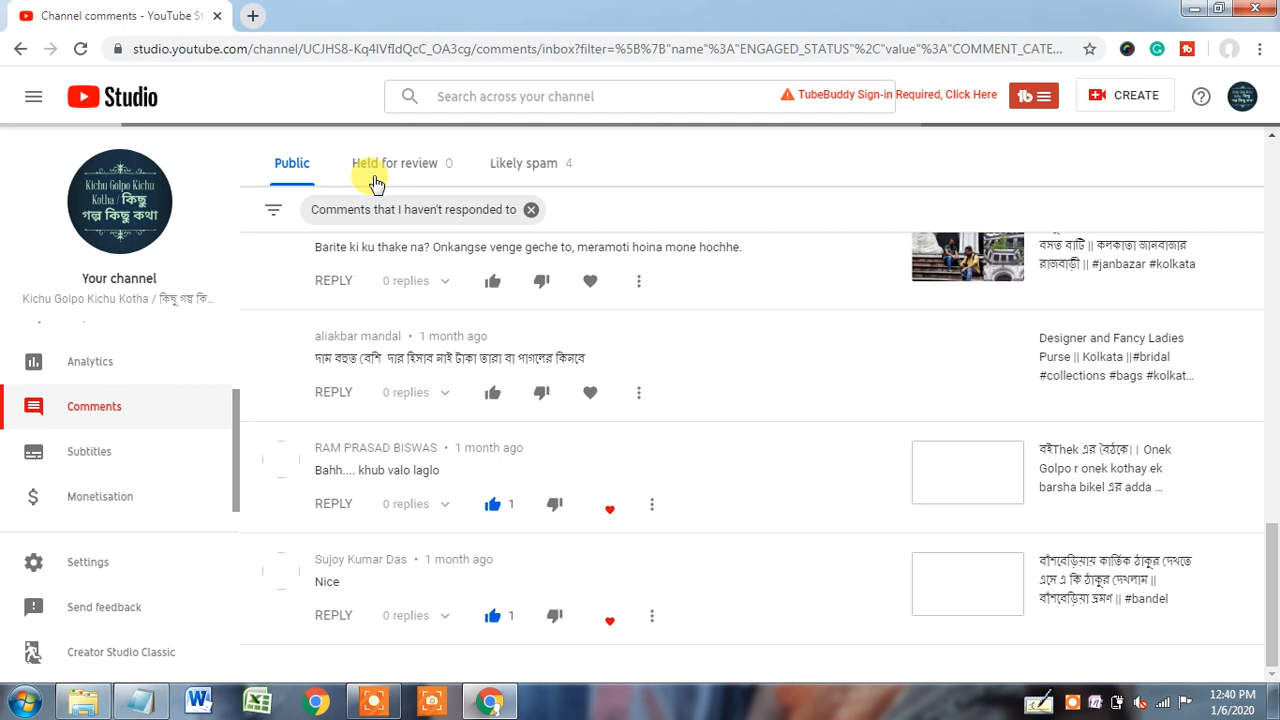 Channel comments - YouTube St
studio.youtube.com/channel/UCJHS8-Kq4IVfIdQcC_OA3cg/comments/inbox?filter=%5B%7B"name"%3A"ENGAGED_STATUS"%2C"value"%3A"COMMENT_CATE...
Studio
Search across your channel
TubeBuddy Sign-in Required, Click Here
CREATE
Kichu Golpo Kichu
Kotha / কিছু
গল্প কিছু কথা
Your channel
Kichu Golpo Kichu Kotha / কিছু গল্প কি...
Analytics
Comments
Subtitles
Monetisation
Settings
Send feedback
Creator Studio Classic
Public
Held for review 0
Likely spam 4
Comments that I haven't responded to
Barite ki ku thake na? Onkangse venge geche to, meramoti hoina mone hochhe.
REPLY 0 replies
বসত বাটি || কলকাতা জানবাজার
রাজবাড়ী || #janbazar #kolkata
aliakbar mandal • 1 month ago
দাম বহুত বেশি দার হিসাব নাই টাকা তারা বা পাগলের কিনবে
REPLY 0 replies
Designer and Fancy Ladies
Purse || Kolkata ||#bridal
#collections #bags #kolkat...
RAM PRASAD BISWAS • 1 month ago
Bahh.... khub valo laglo
REPLY 0 replies 1
বইThek এর বৈঠকে।। Onek
Golpo r onek kothay ek
barsha bikel এর adda ...
Sujoy Kumar Das • 1 month ago
Nice
REPLY 0 replies 1
বাঁশবেড়িয়ায় কার্তিক ঠাকুর দেখতে
এসে এ কি ঠাকুর দেখলাম ||
বাঁশবেড়িয়া ভ্রমণ || #bandel
12:40 PM
1/6/2020